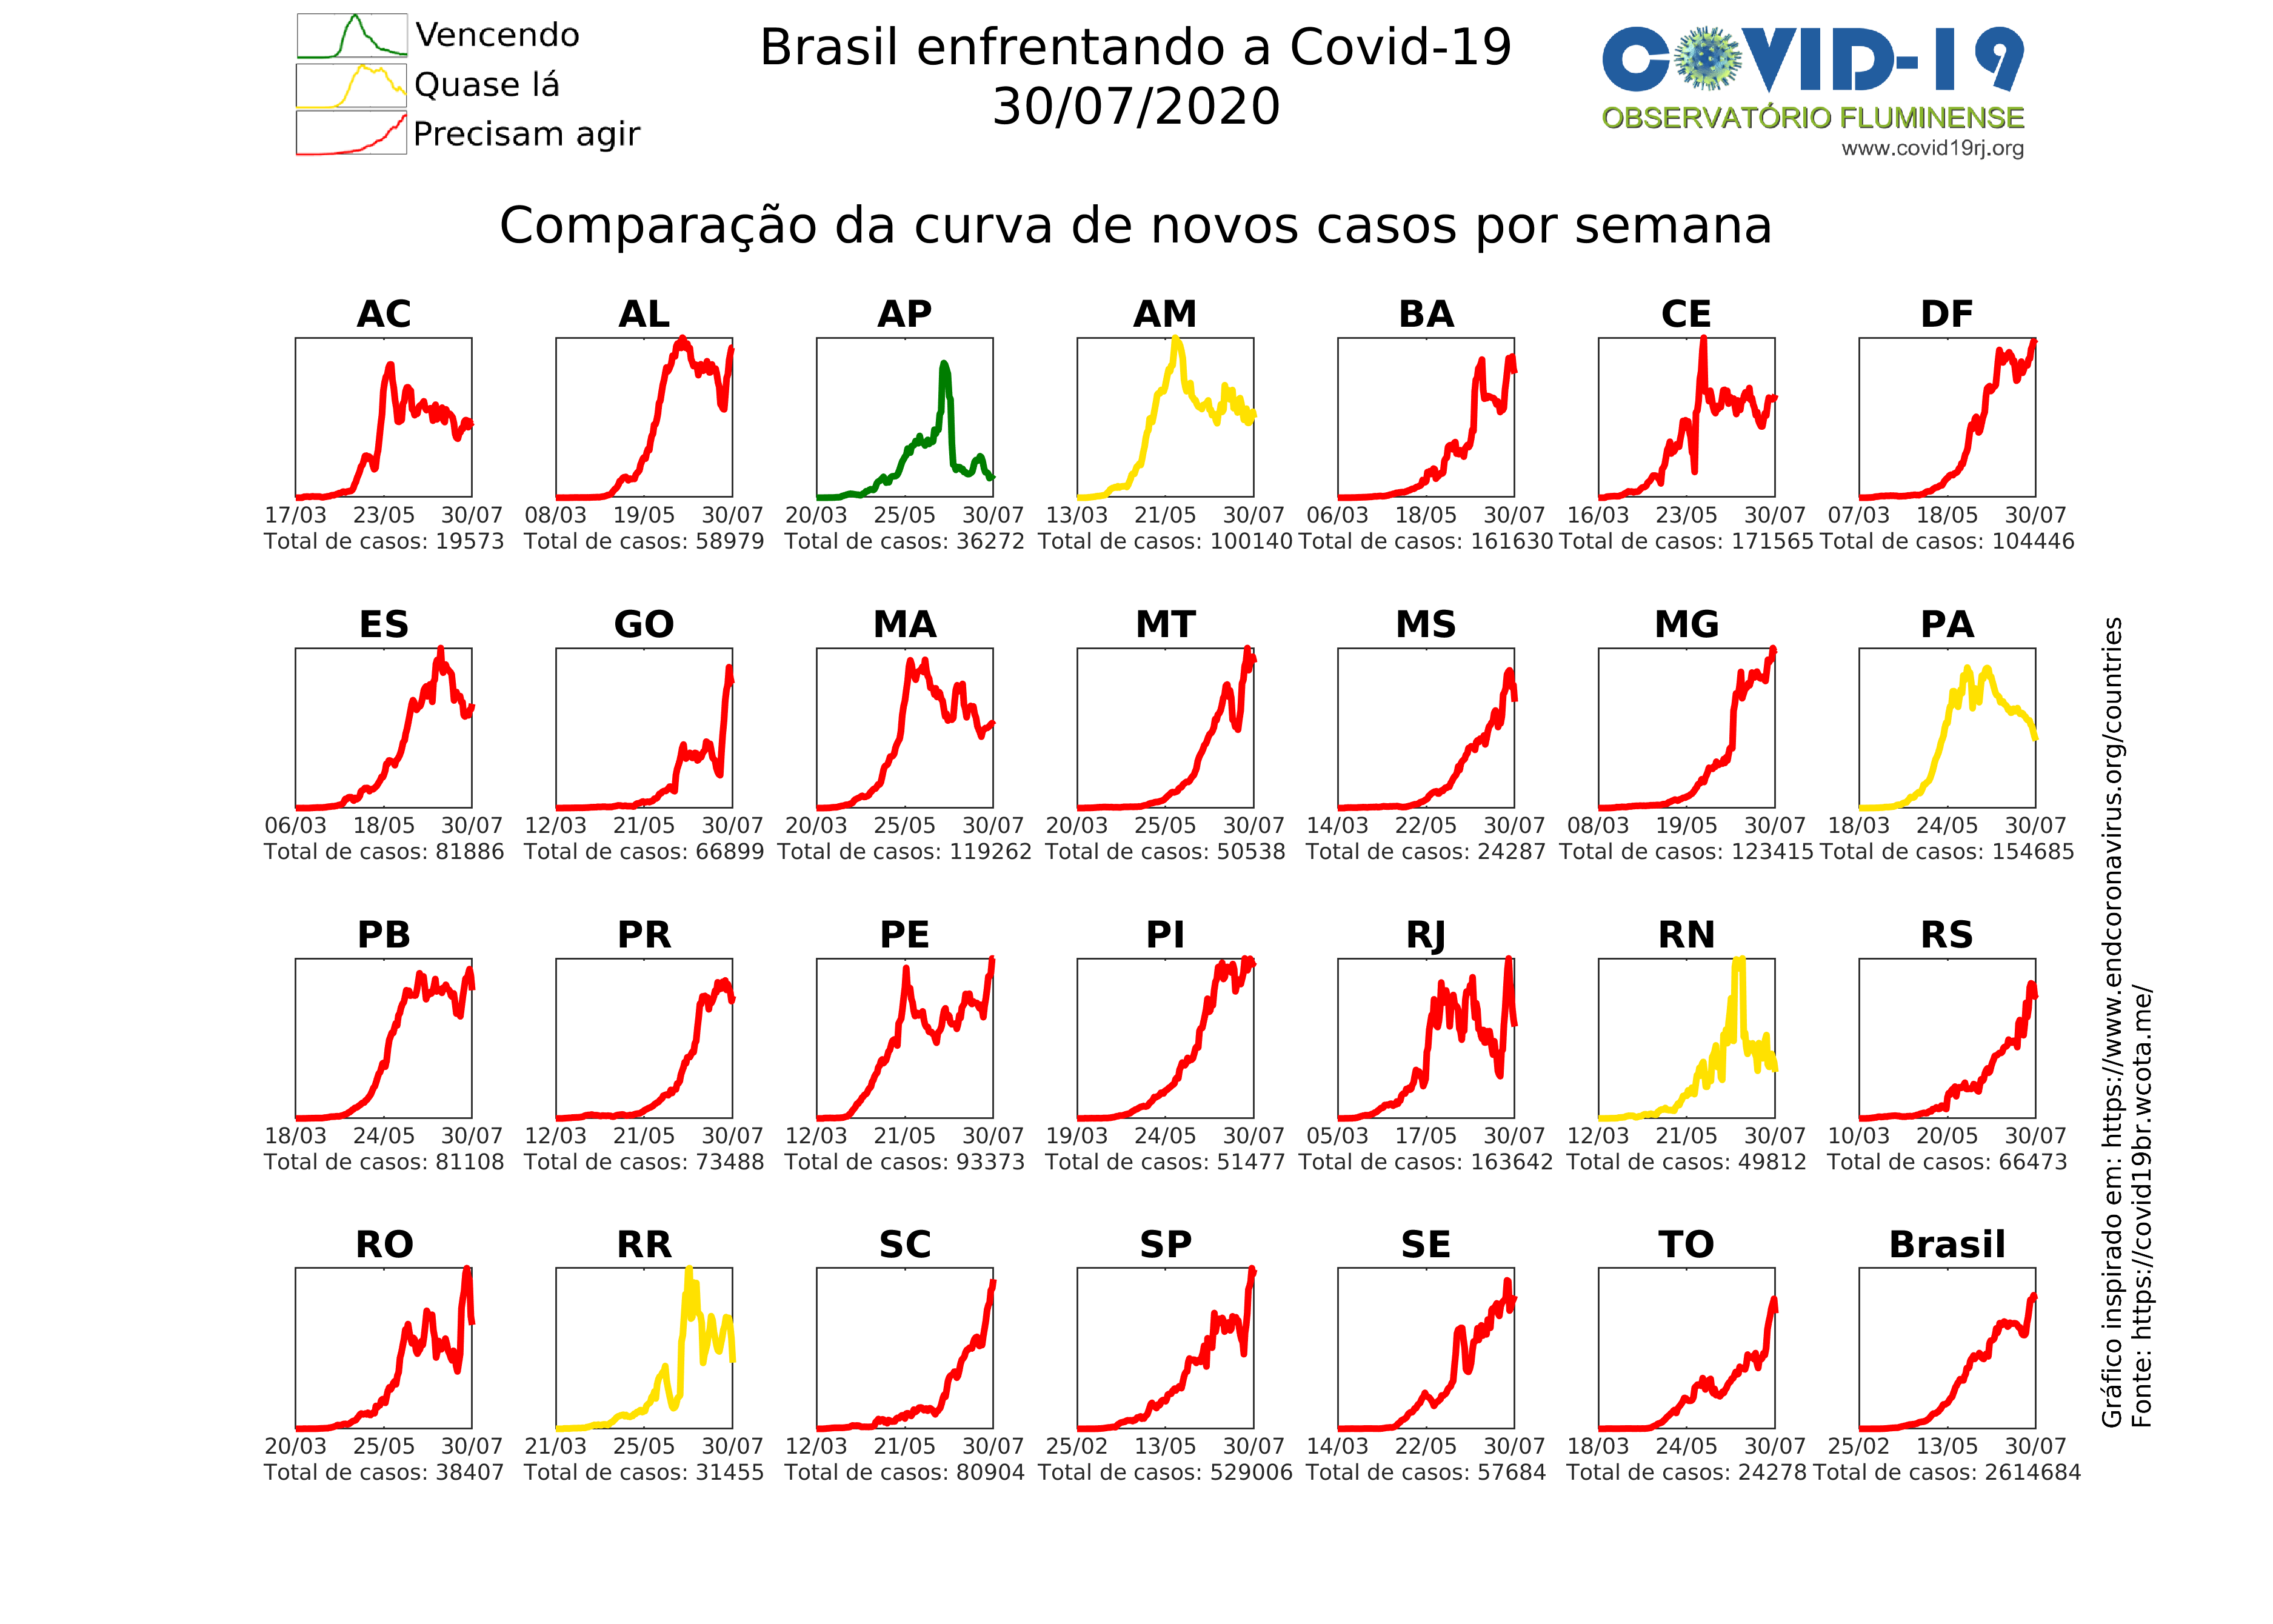 Vencendo
Quase lá
Precisam agir
Brasil enfrentando a Covid-19
30/07/2020
COVID-19
OBSERVATÓRIO FLUMINENSE
www.covid19rj.org
Comparação da curva de novos casos por semana
AC AL AP AM BA CE DF
17/03 23/05 30/07 08/03 19/05 30/07 20/03 25/05 30/07 13/03 21/05 30/07 06/03 18/05 30/07 16/03 23/05 30/07 07/03 18/05 30/07
Total de casos: 19573 Total de casos: 58979 Total de casos: 36272 Total de casos: 100140 Total de casos: 161630 Total de casos: 171565 Total de casos: 104446
ES GO MA MT MS MG PA
06/03 18/05 30/07 12/03 21/05 30/07 20/03 25/05 30/07 20/03 25/05 30/07 14/03 22/05 30/07 08/03 19/05 30/07 18/03 24/05 30/07
Total de casos: 81886 Total de casos: 66899 Total de casos: 119262 Total de casos: 50538 Total de casos: 24287 Total de casos: 123415 Total de casos: 154685
PB PR PE PI RJ RN RS
18/03 24/05 30/07 12/03 21/05 30/07 12/03 21/05 30/07 19/03 24/05 30/07 05/03 17/05 30/07 12/03 21/05 30/07 10/03 20/05 30/07
Total de casos: 81108 Total de casos: 73488 Total de casos: 93373 Total de casos: 51477 Total de casos: 163642 Total de casos: 49812 Total de casos: 66473
RO RR SC SP SE TO Brasil
20/03 25/05 30/07 21/03 25/05 30/07 12/03 21/05 30/07 25/02 13/05 30/07 14/03 22/05 30/07 18/03 24/05 30/07 25/02 13/05 30/07
Total de casos: 38407 Total de casos: 31455 Total de casos: 80904 Total de casos: 529006 Total de casos: 57684 Total de casos: 24278 Total de casos: 2614684
Gráfico inspirado em: https://www.endcoronavirus.org/countries
Fonte: https://covid19br.wcota.me/